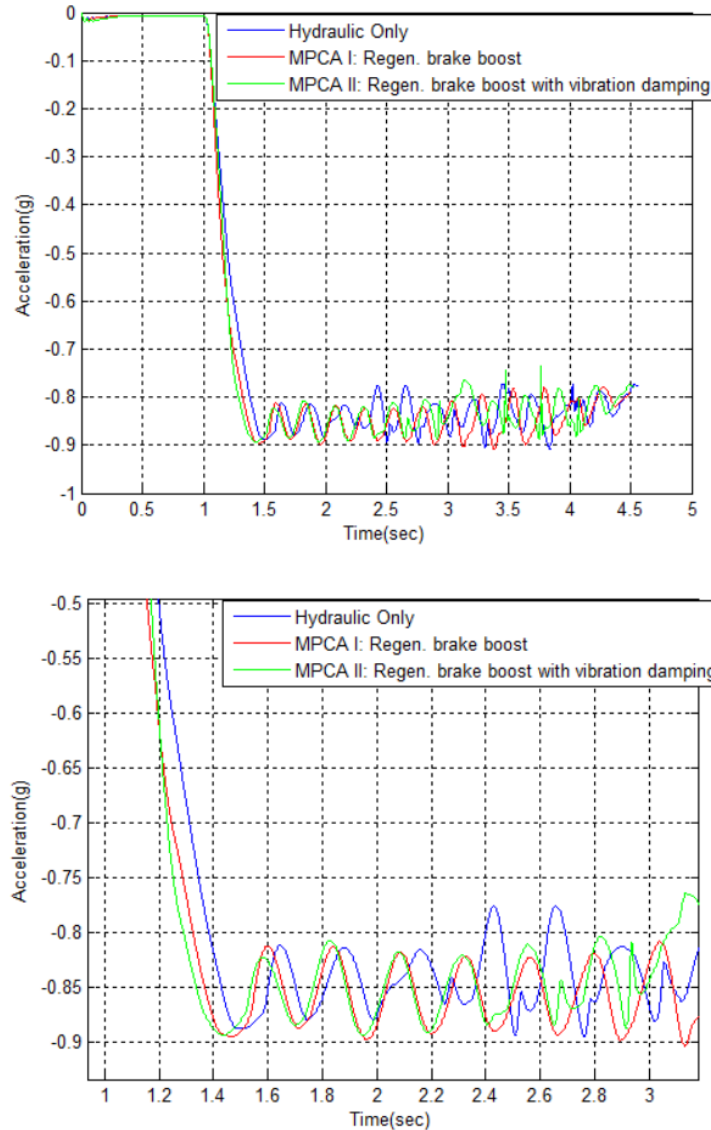 -0
-0.1
-0.2
-0.3
-0.4
-0.5
-0.6
-0.7
-0.8
-0.9
-1
Acceleration(g)
Hydraulic Only
MPCA I: Regen. brake boost
MPCA II: Regen. brake boost with vibration damping
0 0.5 1 1.5 2 2.5 3 3.5 4 4.5 5
Time(sec)
-0.5
-0.55
-0.6
-0.65
-0.7
-0.75
-0.8
-0.85
-0.9
Acceleration(g)
Hydraulic Only
MPCA I: Regen. brake boost
MPCA II: Regen. brake boost with vibration damping
1 1.2 1.4 1.6 1.8 2 2.2 2.4 2.6 2.8 3
Time(sec)